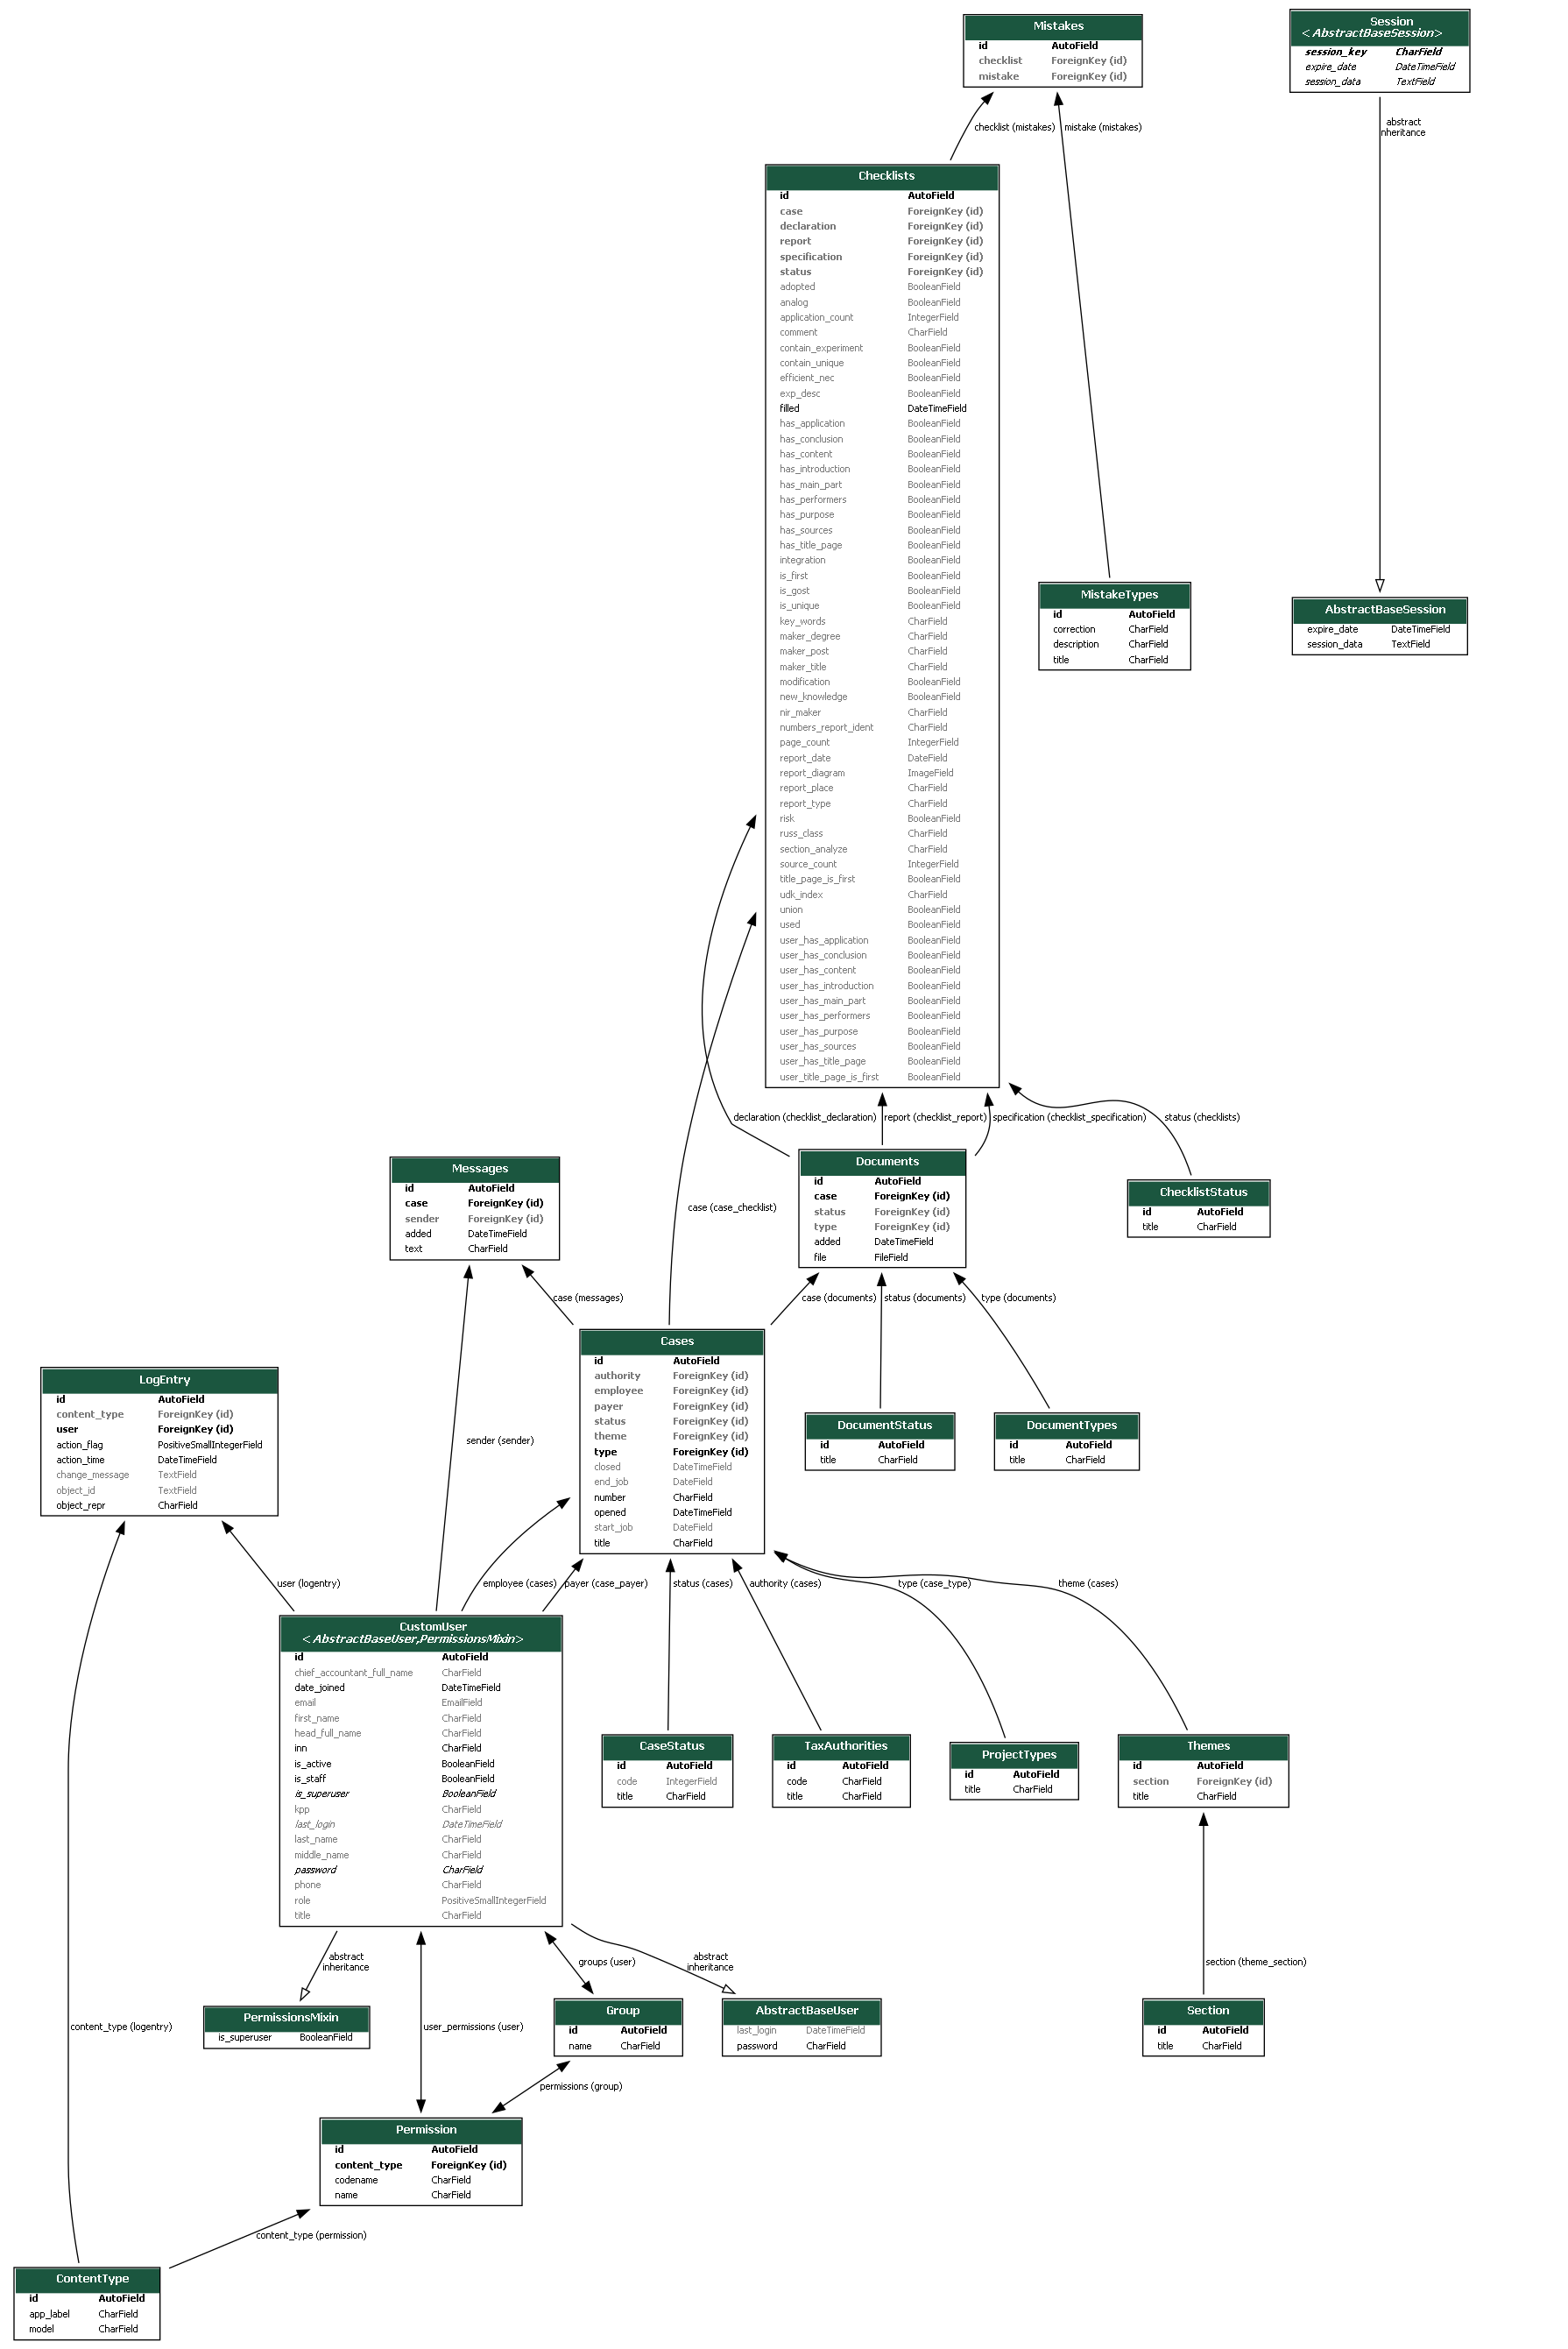 Mistakes
id AutoField
checklist ForeignKey (id)
mistake ForeignKey (id)
Session
<AbstractBaseSession>
session_key CharField
expire_date DateTimeField
session_data TextField
checklist (mistakes)
mistake (mistakes)
abstract
nheritance
Checklists
id AutoField
case ForeignKey (id)
declaration ForeignKey (id)
report ForeignKey (id)
specification ForeignKey (id)
status ForeignKey (id)
adopted BooleanField
analog BooleanField
application_count IntegerField
comment CharField
contain_experiment BooleanField
contain_unique BooleanField
efficient_nec BooleanField
exp_desc BooleanField
filled DateTimeField
has_application BooleanField
has_conclusion BooleanField
has_content BooleanField
has_introduction BooleanField
has_main_part BooleanField
has_performers BooleanField
has_purpose BooleanField
has_sources BooleanField
has_title_page BooleanField
integration BooleanField
is_first BooleanField
is_gost BooleanField
is_unique BooleanField
key_words CharField
maker_degree CharField
maker_post CharField
maker_title CharField
modification BooleanField
new_knowledge BooleanField
nir_maker CharField
numbers_report_ident CharField
page_count IntegerField
report_date DateField
report_diagram ImageField
report_place CharField
report_type CharField
risk BooleanField
russ_class CharField
section_analyze CharField
source_count IntegerField
title_page_is_first BooleanField
udk_index CharField
union BooleanField
used BooleanField
user_has_application BooleanField
user_has_conclusion BooleanField
user_has_content BooleanField
user_has_introduction BooleanField
user_has_main_part BooleanField
user_has_performers BooleanField
user_has_purpose BooleanField
user_has_sources BooleanField
user_has_title_page BooleanField
user_title_page_is_first BooleanField
MistakeTypes
id AutoField
correction CharField
description CharField
title CharField
AbstractBaseSession
expire_date DateTimeField
session_data TextField
declaration (checklist_declaration)
report (checklist_report)
specification (checklist_specification)
status (checklists)
Messages
id AutoField
case ForeignKey (id)
sender ForeignKey (id)
added DateTimeField
text CharField
case (case_checklist)
Documents
id AutoField
case ForeignKey (id)
status ForeignKey (id)
type ForeignKey (id)
added DateTimeField
file FileField
ChecklistStatus
id AutoField
title CharField
case (messages)
case (documents)
status (documents)
type (documents)
LogEntry
id AutoField
content_type ForeignKey (id)
user ForeignKey (id)
action_flag PositiveSmallIntegerField
action_time DateTimeField
change_message TextField
object_id TextField
object_repr CharField
sender (sender)
Cases
id AutoField
authority ForeignKey (id)
employee ForeignKey (id)
payer ForeignKey (id)
status ForeignKey (id)
theme ForeignKey (id)
type ForeignKey (id)
closed DateTimeField
end_job DateField
number CharField
opened DateTimeField
start_job DateField
title CharField
DocumentStatus
id AutoField
title CharField
DocumentTypes
id AutoField
title CharField
user (logentry)
employee (cases)
payer (case_payer)
status (cases)
authority (cases)
type (case_type)
theme (cases)
CustomUser
<AbstractBaseUser,PermissionsMixin>
id AutoField
chief_accountant_full_name CharField
date_joined DateTimeField
email EmailField
first_name CharField
head_full_name CharField
inn CharField
is_active BooleanField
is_staff BooleanField
is_superuser BooleanField
kpp CharField
last_login DateTimeField
last_name CharField
middle_name CharField
password CharField
phone CharField
role PositiveSmallIntegerField
title CharField
CaseStatus
id AutoField
code IntegerField
title CharField
TaxAuthorities
id AutoField
code CharField
title CharField
ProjectTypes
id AutoField
title CharField
Themes
id AutoField
section ForeignKey (id)
title CharField
abstract
inheritance
groups (user)
abstract
inheritance
section (theme_section)
PermissionsMixin
is_superuser BooleanField
content_type (logentry)
user_permissions (user)
Group
id AutoField
name CharField
AbstractBaseUser
last_login DateTimeField
password CharField
Section
id AutoField
title CharField
permissions (group)
Permission
id AutoField
content_type ForeignKey (id)
codename CharField
name CharField
content_type (permission)
ContentType
id AutoField
app_label CharField
model CharField